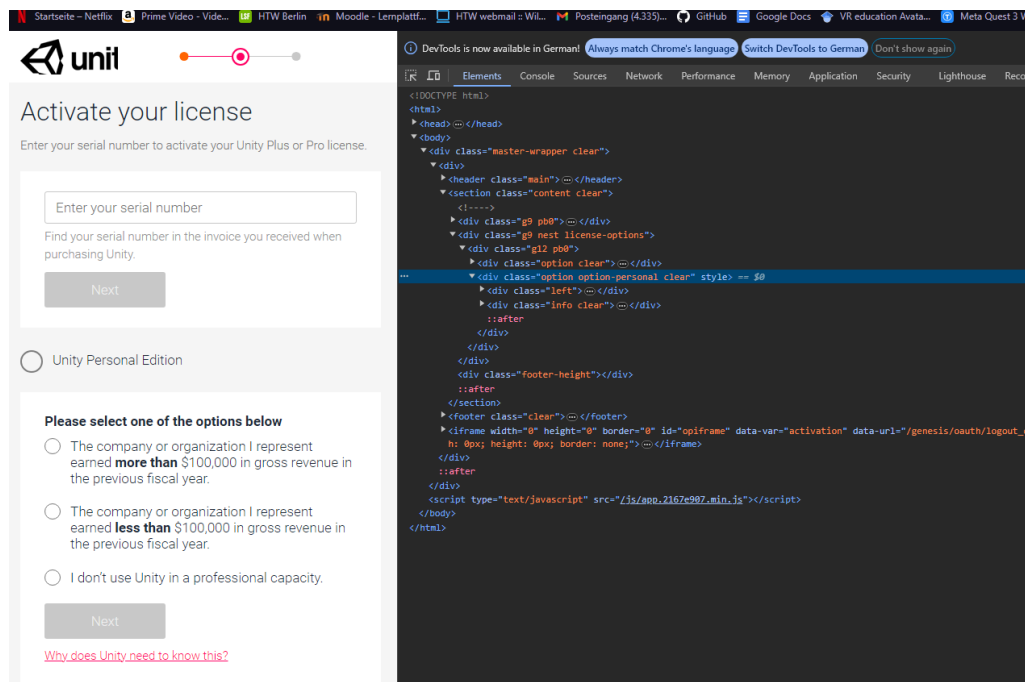 Startseite – Netflix Prime Video - Vide... HTW Berlin Moodle - Lernplattf... HTW webmail :: Wil... Posteingang (4.335)... GitHub Google Docs VR education Avata... Meta Quest 3
unit
Activate your license
Enter your serial number to activate your Unity Plus or Pro license.
Enter your serial number
Find your serial number in the invoice you received when
purchasing Unity.
Next
Unity Personal Edition
Please select one of the options below
The company or organization I represent
earned more than $100,000 in gross revenue in
the previous fiscal year.
The company or organization I represent
earned less than $100,000 in gross revenue in
the previous fiscal year.
I don't use Unity in a professional capacity.
Next
Why does Unity need to know this?
DevTools is now available in German! Always match Chrome's language Switch DevTools to German Don't show again
Elements Console Sources Network Performance Memory Application Security Lighthouse Reco
<!DOCTYPE html>
<html>
<head> ... </head>
<body>
<div class="master-wrapper clear">
<div>
<header class="main"> ... </header>
<section class="content clear">
<!---->
<div class="g9 pb0"> ... </div>
<div class="g9 nest license-options">
<div class="g12 pb0">
<div class="option clear"> ... </div>
... <div class="option option-personal clear" style> == $0
<div class="left"> ... </div>
<div class="info clear"> ... </div>
::after
</div>
</div>
</div>
<div class="footer-height"></div>
::after
</section>
<footer class="clear"> ... </footer>
<iframe width="0" height="0" border="0" id="opiframe" data-var="activation" data-url="/genesis/oauth/logout_
h: 0px; height: 0px; border: none;"> ... </iframe>
</div>
::after
</div>
<script type="text/javascript" src="/js/app.2167e907.min.js"></script>
</body>
</html>